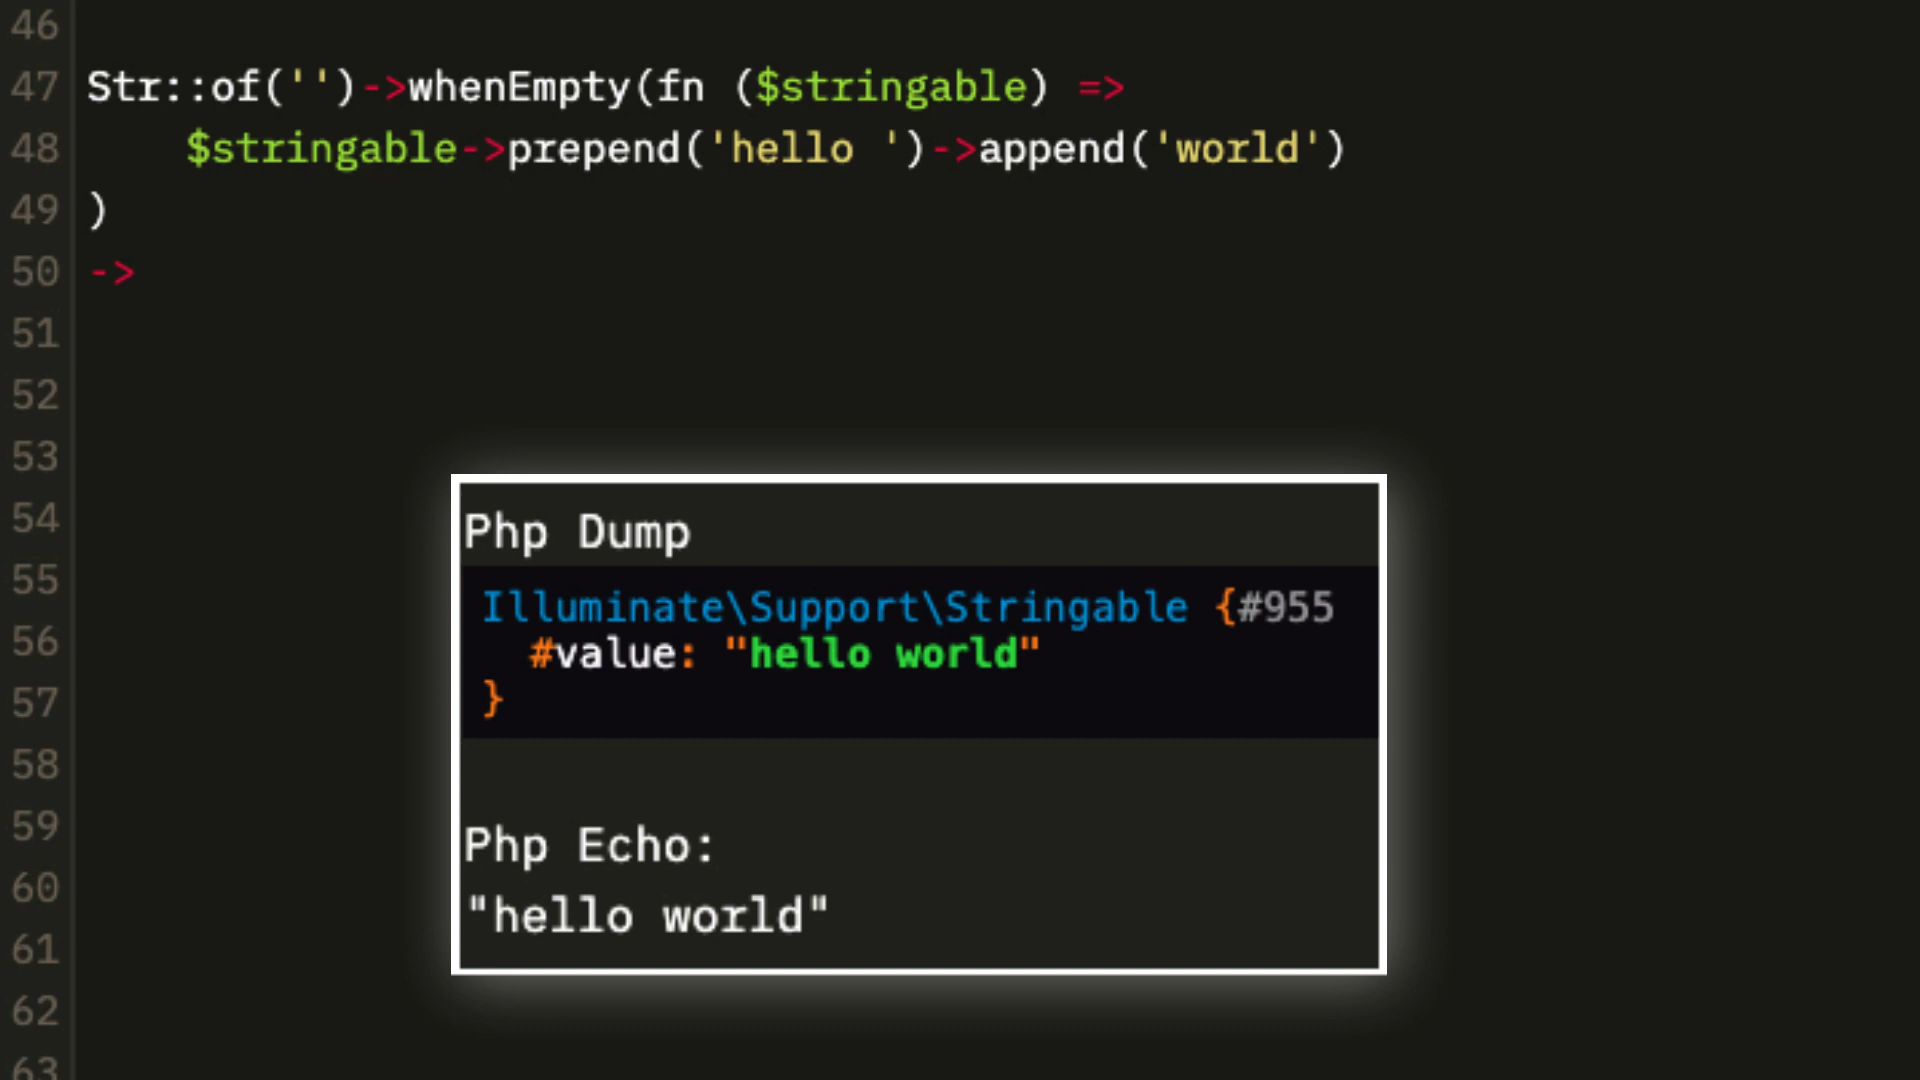 46
47 Str::of('')->whenEmpty(fn ($stringable) =>
48     $stringable->prepend('hello ')->append('world')
49 )
50 ->
51
52
53
54
55
56
57
58
59
60
61
62
63
Php Dump
Illuminate\Support\Stringable {#955
  #value: "hello world"
}
Php Echo:
"hello world"